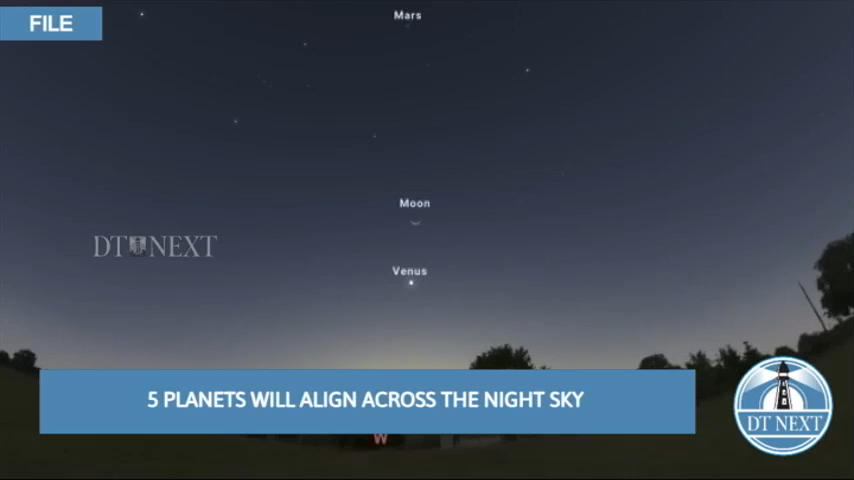 FILE
Mars
Moon
DT NEXT
Venus
5 PLANETS WILL ALIGN ACROSS THE NIGHT SKY
W
DT NEXT